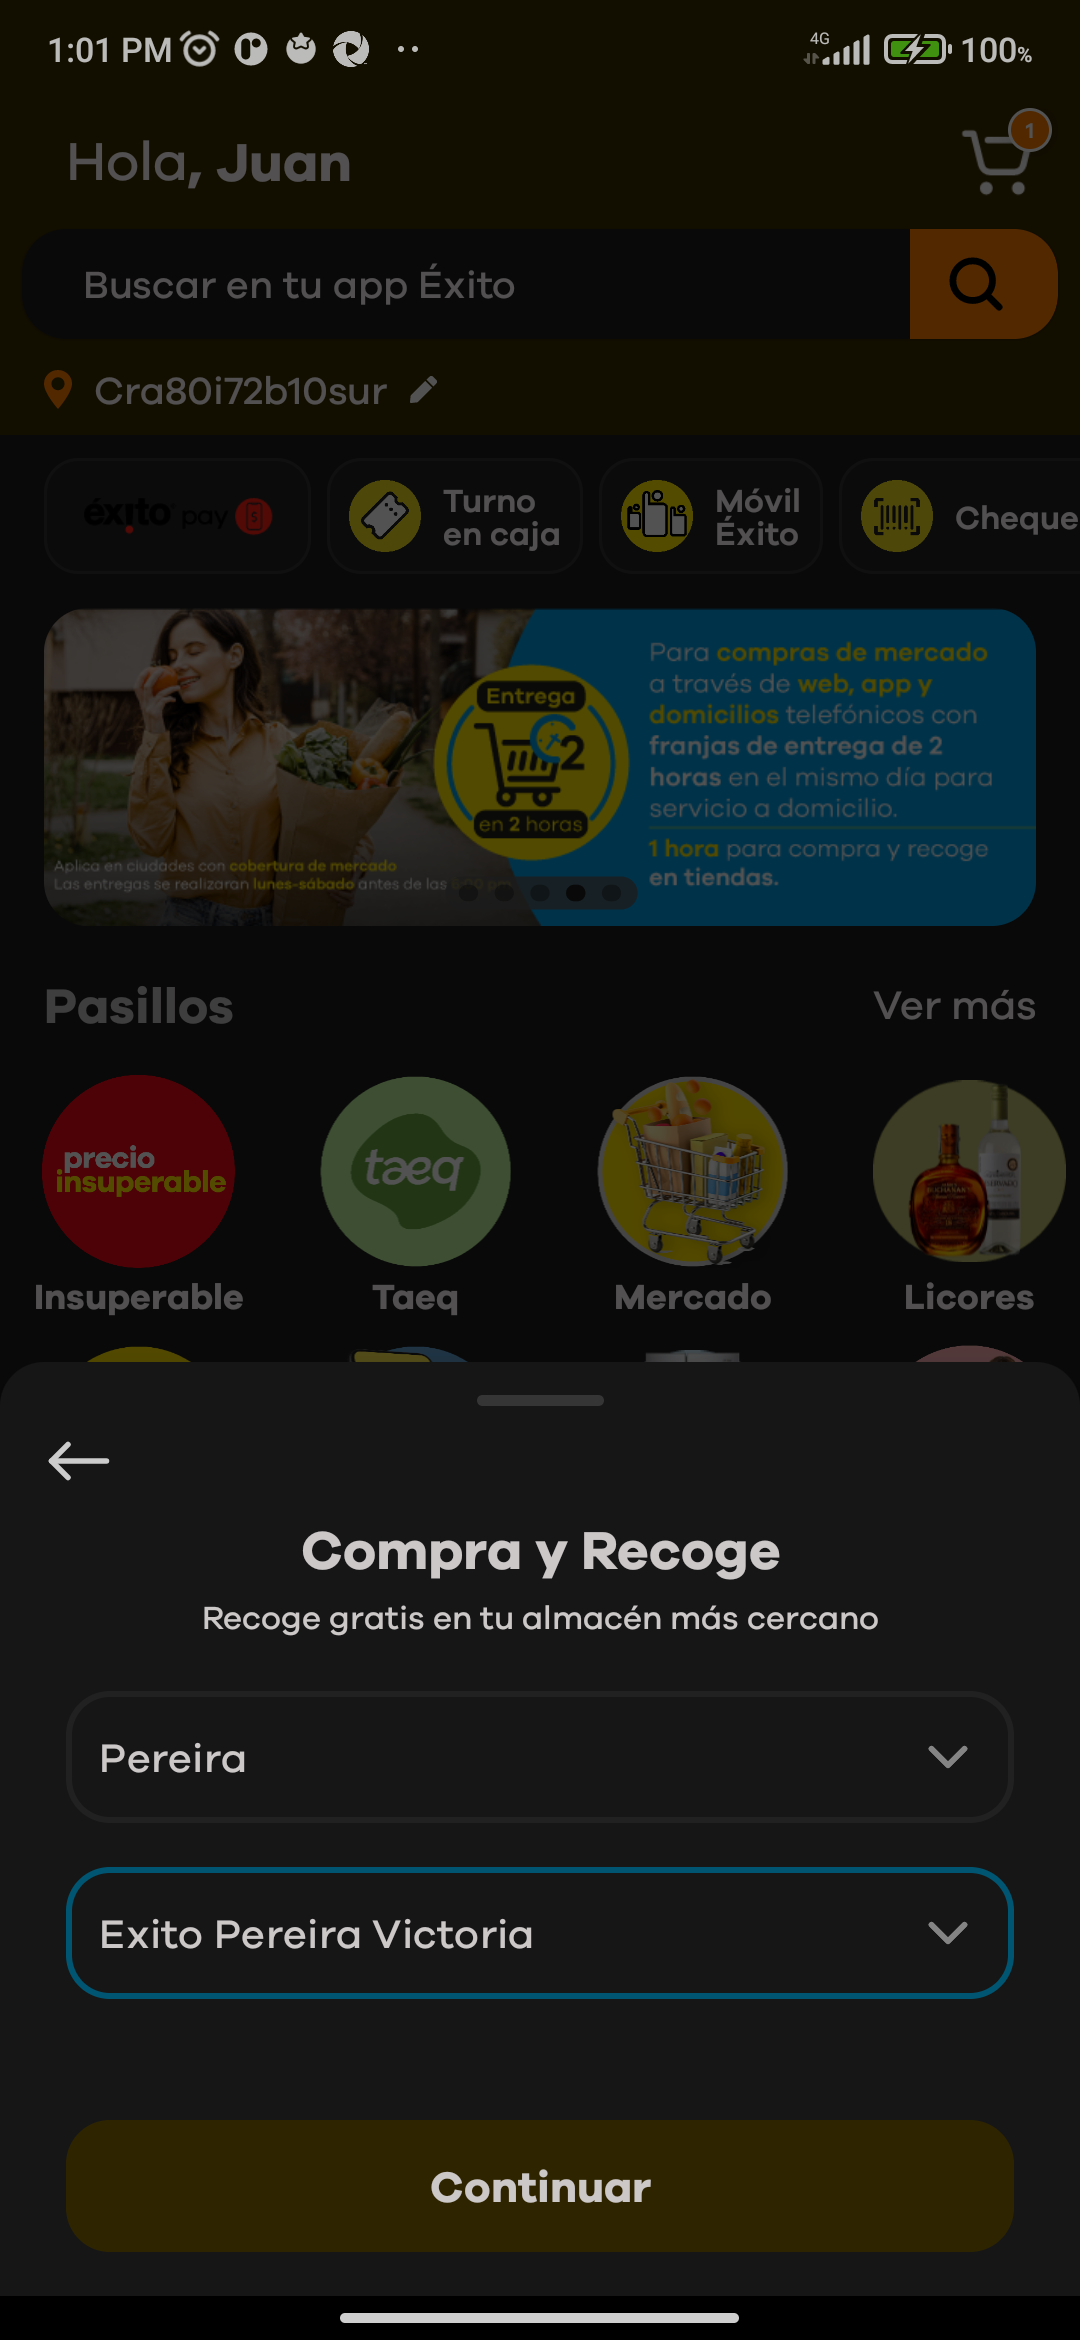 1:01 PM
4G
100%
Hola, Juan
1
Buscar en tu app Éxito
Cra80i72b10sur
éxito pay
Turno
en caja
Móvil
Éxito
Cheque
Para compras de mercado
a través de web, app y
domicilios telefónicos con
franjas de entrega de 2
horas en el mismo día para
servicio a domicilio.
1 hora para compra y recoge
en tiendas.
Entrega
2
en 2 horas
Aplica en ciudades con cobertura de mercado
Las entregas se realizaran lunes-sábado antes de las
Pasillos
Ver más
precio
insuperable
taeq
Insuperable
Taeq
Mercado
Licores
Compra y Recoge
Recoge gratis en tu almacén más cercano
Pereira
Exito Pereira Victoria
Continuar